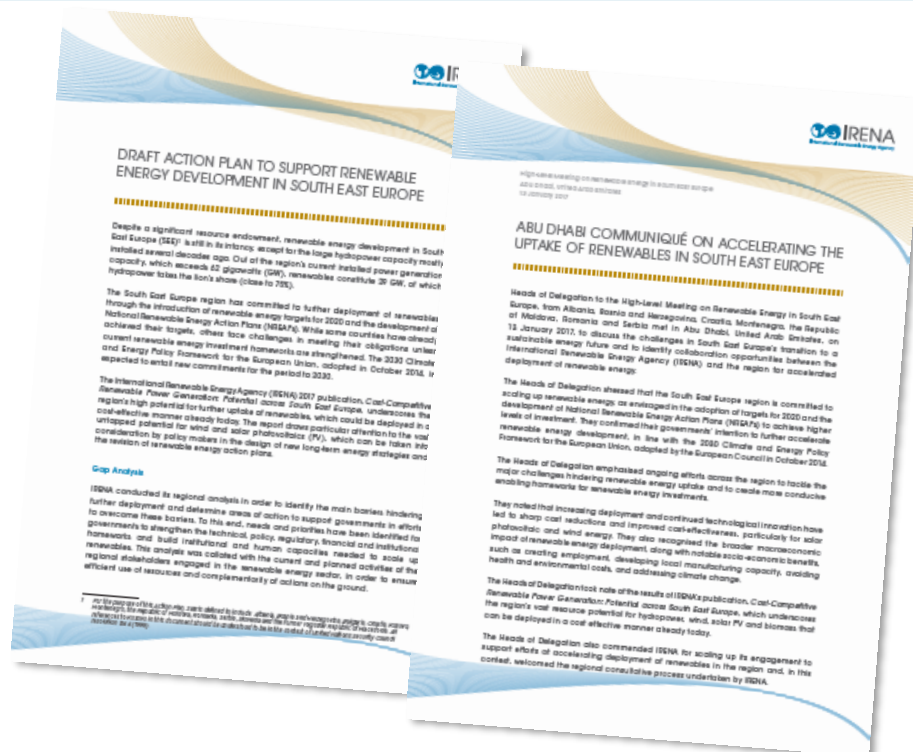 DRAFT ACTION PLAN TO SUPPORT RENEWABLE
ENERGY DEVELOPMENT IN SOUTH EAST EUROPE
Despite a significant resource endowment, renewable energy development in South
East Europe (SEE)¹ is still in its infancy, except for the large hydropower capacity mostly
installed several decades ago. Out of the region's current installed power generation
capacity, which exceeds 62 gigawatts (GW), renewables constitute 29 GW, of which
hydropower takes the lion's share (close to 75%).
The South East Europe region has committed to further deployment of renewables
through the introduction of renewable energy targets for 2020 and the development of
National Renewable Energy Action Plans (NREAPs). While some countries have already
achieved their targets, others face challenges in meeting their obligations unless
current renewable energy investment frameworks are strengthened. The 2030 Climate
and Energy Policy Framework for the European Union, adopted in October 2014, is
expected to entail new commitments for the period to 2030.
The International Renewable Energy Agency (IRENA) 2017 publication, Cost-Competitive
Renewable Power Generation: Potential across South East Europe, underscores the
region's high potential for further uptake of renewables, which could be deployed in a
cost-effective manner already today. The report draws particular attention to the vast
untapped potential for wind and solar photovoltaics (PV), which can be taken into
consideration by policy makers in the design of new long-term energy strategies and
the revision of renewable energy action plans.
Gap Analysis
IRENA conducted its regional analysis in order to identify the main barriers hindering
further deployment and determine areas of action to support governments in efforts
to overcome these barriers. To this end, needs and priorities have been identified for
governments to strengthen the technical, policy, regulatory, financial and institutional
frameworks and build institutional and human capacities needed to scale up
renewables. This analysis was collated with the current and planned activities of the
regional stakeholders engaged in the renewable energy sector, in order to ensure
efficient use of resources and complementarity of actions on the ground.
IRENA
International Renewable Energy Agency
High-Level Meeting on renewable energy in south east europe
Abu Dhabi, United Arab Emirates
13 January 2017
ABU DHABI COMMUNIQUÉ ON ACCELERATING THE
UPTAKE OF RENEWABLES IN SOUTH EAST EUROPE
Heads of Delegation to the High-Level Meeting on Renewable Energy in South East
Europe, from Albania, Bosnia and Herzegovina, Croatia, Montenegro, the Republic
of Moldova, Romania and Serbia met in Abu Dhabi, United Arab Emirates, on
13 January 2017, to discuss the challenges in South East Europe's transition to a
sustainable energy future and to identify collaboration opportunities between the
International Renewable Energy Agency (IRENA) and the region for accelerated
deployment of renewable energy.
The Heads of Delegation stressed that the South East Europe region is committed to
scaling up renewable energy, as envisaged in the adoption of targets for 2020 and the
development of National Renewable Energy Action Plans (NREAPs) to achieve higher
levels of investment. They confirmed their governments' intention to further accelerate
renewable energy development, in line with the 2030 Climate and Energy Policy
Framework for the European Union, adopted by the European Council in October 2014.
The Heads of Delegation emphasised ongoing efforts across the region to tackle the
major challenges hindering renewable energy uptake and to create more conducive
enabling frameworks for renewable energy investments.
They noted that increasing deployment and continued technological innovation have
led to sharp cost reductions and improved cost-effectiveness, particularly for solar
photovoltaic and wind energy. They also recognised the broader macroeconomic
impact of renewable energy deployment, along with notable socio-economic benefits,
such as creating employment, developing local manufacturing capacity, avoiding
health and environmental costs, and addressing climate change.
The Heads of Delegation took note of the results of IRENA's publication, Cost-Competitive
Renewable Power Generation: Potential across South East Europe, which underscores
the region's vast resource potential for hydropower, wind, solar PV and biomass that
can be deployed in a cost effective manner already today.
The Heads of Delegation also commended IRENA for scaling up its engagement to
support efforts of accelerating deployment of renewables in the region and, in this
context, welcomed the regional consultative process undertaken by IRENA.